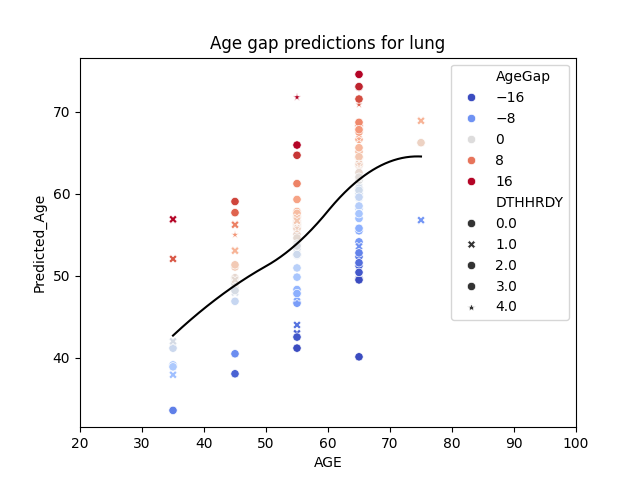 Age gap predictions for lung
Predicted_Age
70
60
50
40
20 30 40 50 60 70 80 90 100
AGE
AgeGap
−16
−8
0
8
16
DTHHRDY
0.0
1.0
2.0
3.0
4.0